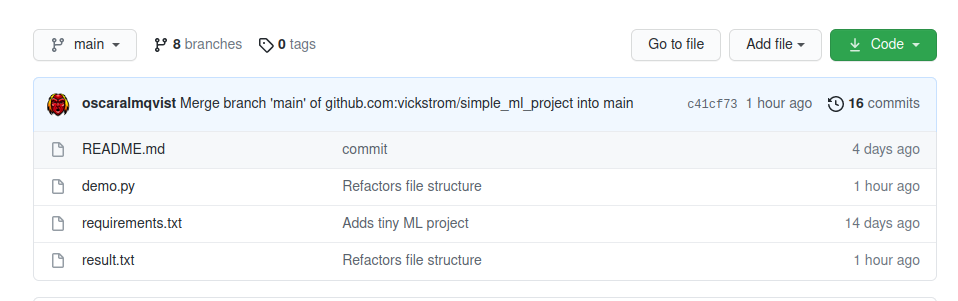 main 8 branches 0 tags Go to file Add file Code
oscaralmqvist Merge branch 'main' of github.com:vickstrom/simple_ml_project into main c41cf73 1 hour ago 16 commits
README.md commit 4 days ago
demo.py Refactors file structure 1 hour ago
requirements.txt Adds tiny ML project 14 days ago
result.txt Refactors file structure 1 hour ago